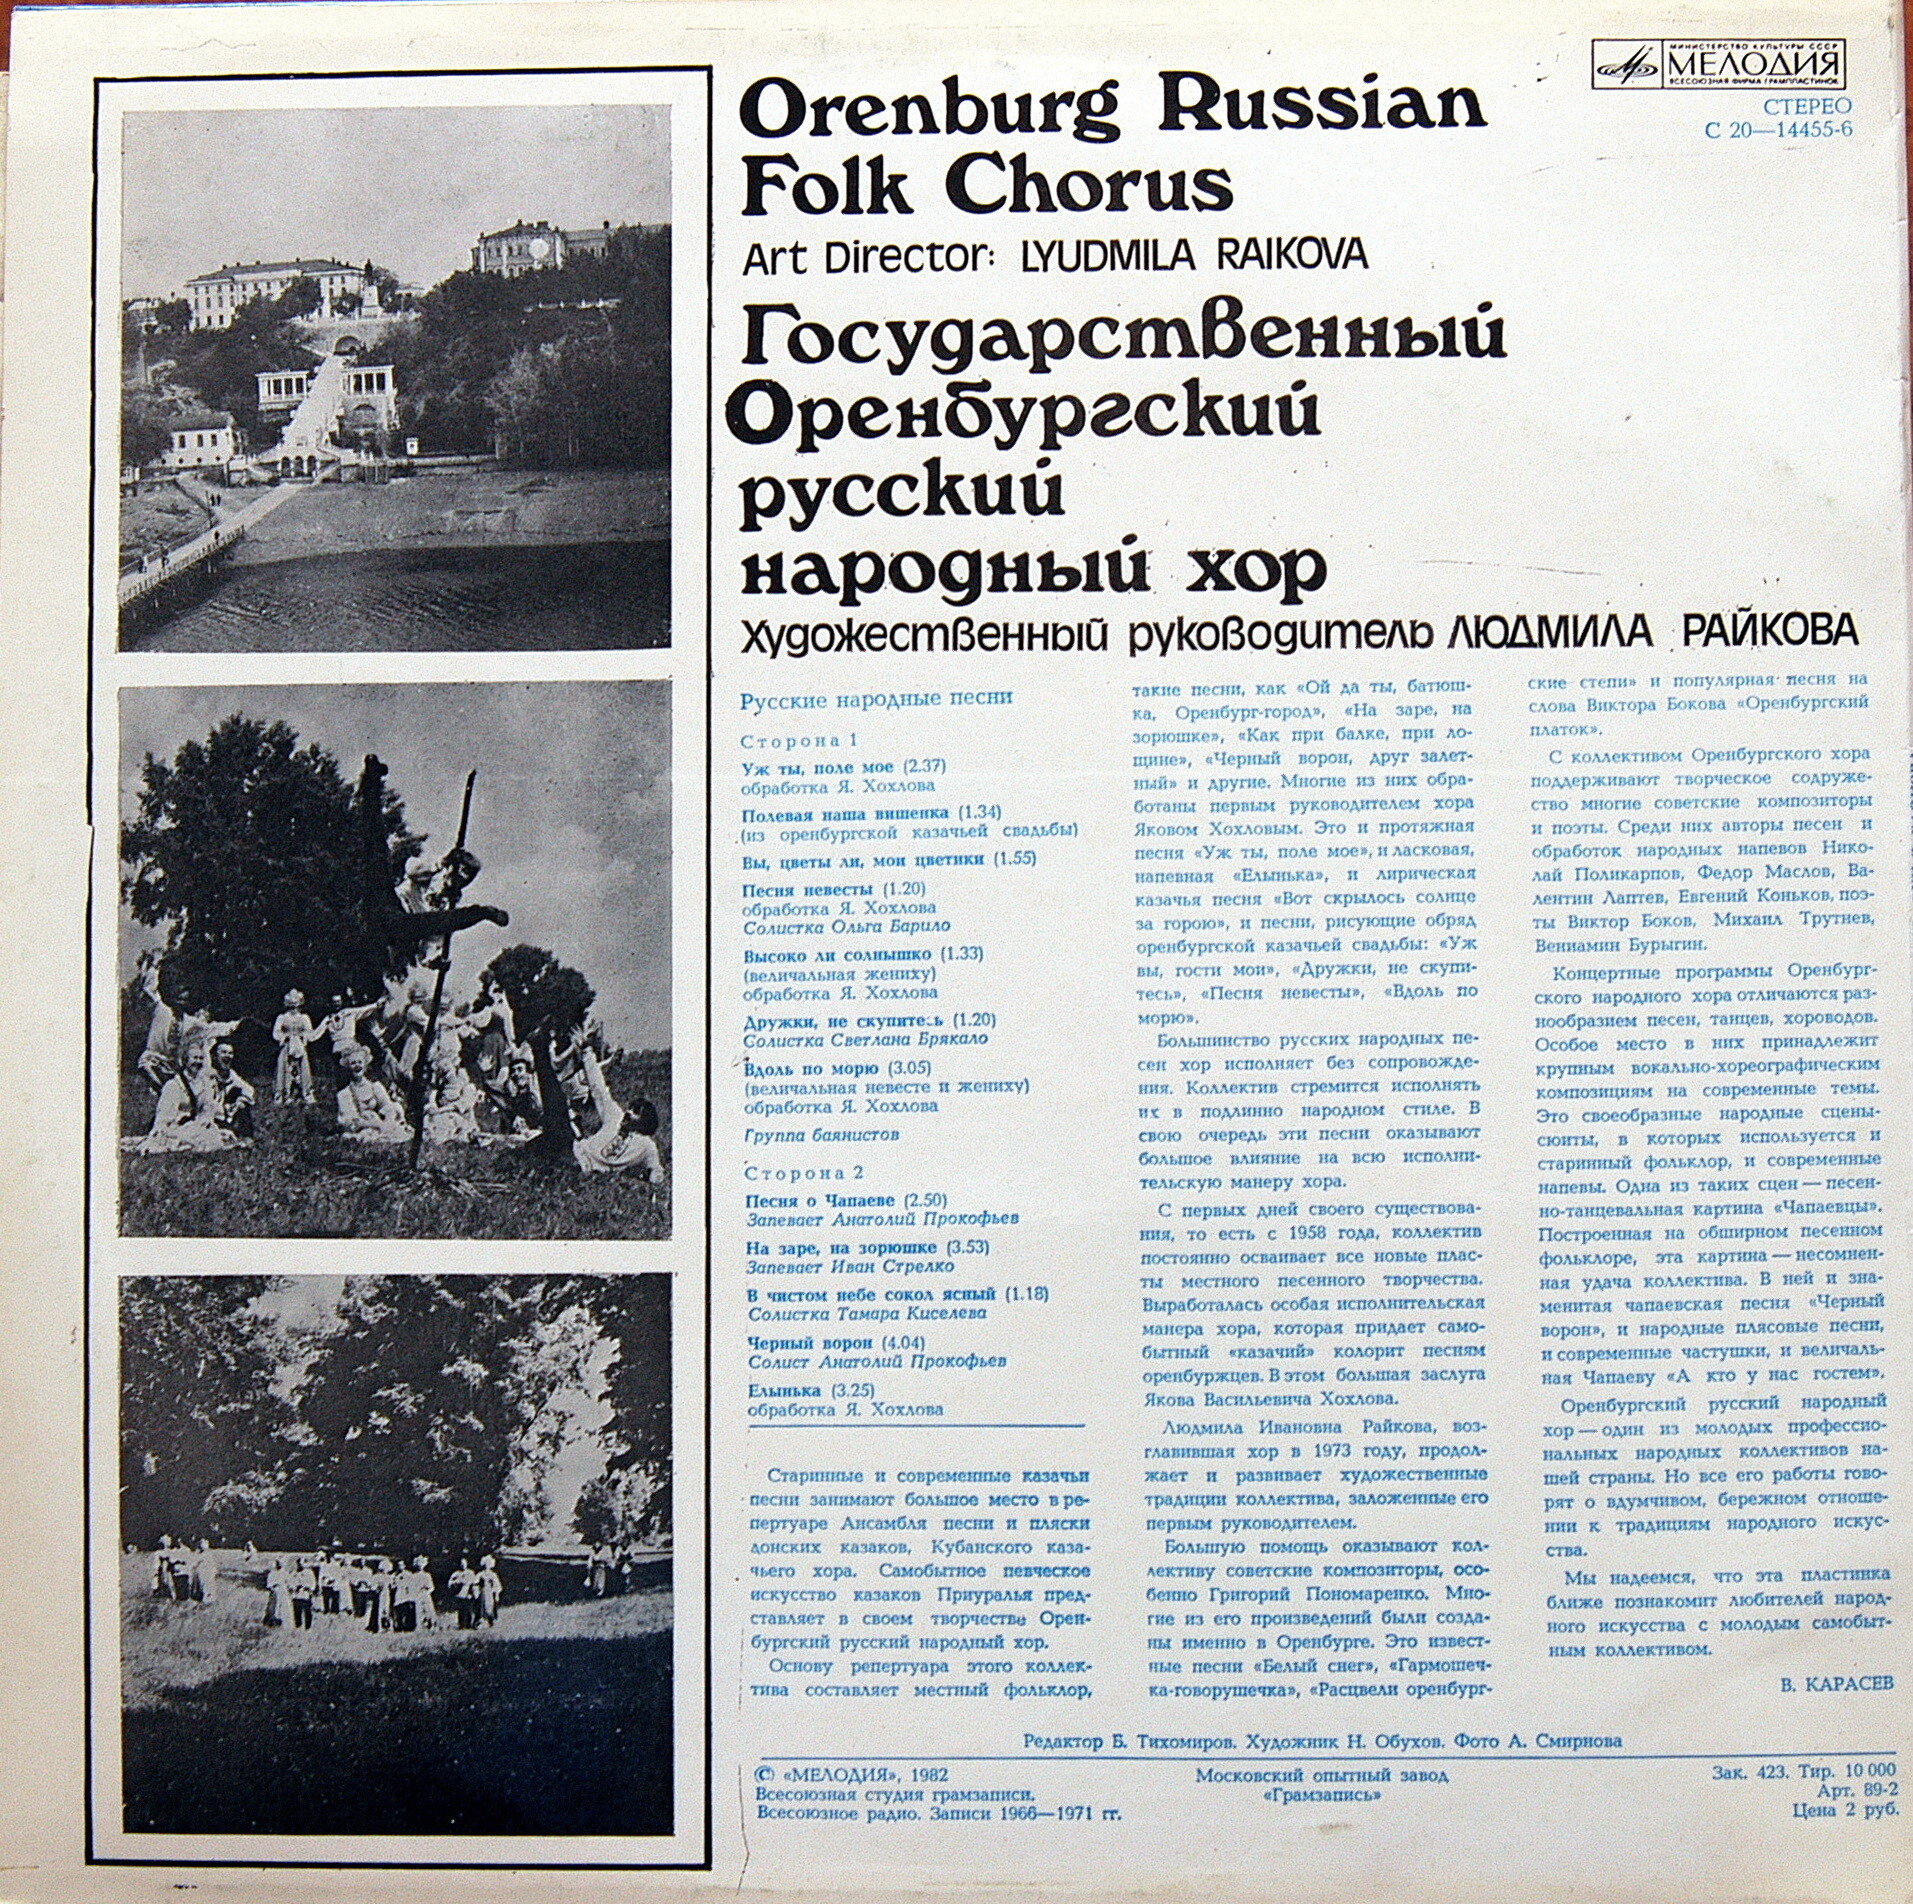 МИНИСТЕРСТВО КУЛЬТУРЫ СССР
МЕЛОДИЯ
ВСЕСОЮЗНАЯ ФИРМА ГРАМПЛАСТИНОК
СТЕРЕО
С 20—14455-6
Orenburg Russian
Folk Chorus
Art Director: LYUDMILA RAIKOVA
Государственный
Оренбургский
русский
народный хор
Художественный руководитель ЛЮДМИЛА РАЙКОВА
Русские народные песни
Сторона 1
Уж ты, поле мое (2.37)
обработка Я. Хохлова
Полевая наша вишенка (1.34)
(из оренбургской казачьей свадьбы)
Вы, цветы ли, мои цветики (1.55)
Песня невесты (1.20)
обработка Я. Хохлова
Солистка Ольга Барило
Высоко ли солнышко (1.33)
(величальная жениху)
обработка Я. Хохлова
Дружки, не скупитесь (1.20)
Солистка Светлана Брякало
Вдоль по морю (3.05)
(величальная невесте и жениху)
обработка Я. Хохлова
Группа баянистов
Сторона 2
Песня о Чапаеве (2.50)
Запевает Анатолий Прокофьев
На заре, на зорюшке (3.53)
Запевает Иван Стрелко
В чистом небе сокол ясный (1.18)
Солистка Тамара Киселева
Черный ворон (4.04)
Солист Анатолий Прокофьев
Елынька (3.25)
обработка Я. Хохлова
Старинные и современные казачьи
песни занимают большое место в ре-
пертуаре Ансамбля песни и пляски
донских казаков, Кубанского каза-
чьего хора. Самобытное певческое
искусство казаков Приуралья пред-
ставляет в своем творчестве Орен-
бургский русский народный хор.
Основу репертуара этого коллек-
тива составляет местный фольклор,
такие песни, как «Ой да ты, батюш-
ка, Оренбург-город», «На заре, на
зорюшке», «Как при балке, при ло-
щине», «Черный ворон, друг залет-
ный» и другие. Многие из них обра-
ботаны первым руководителем хора
Яковом Хохловым. Это и протяжная
песня «Уж ты, поле мое», и ласковая,
напевная «Елынька», и лирическая
казачья песня «Вот скрылось солнце
за горою», и песни, рисующие обряд
оренбургской казачьей свадьбы: «Уж
вы, гости мои», «Дружки, не скупи-
тесь», «Песня невесты», «Вдоль по
морю».
Большинство русских народных пе-
сен хор исполняет без сопровожде-
ния. Коллектив стремится исполнять
их в подлинно народном стиле. В
свою очередь эти песни оказывают
большое влияние на всю исполни-
тельскую манеру хора.
С первых дней своего существова-
ния, то есть с 1958 года, коллектив
постоянно осваивает все новые плас-
ты местного песенного творчества.
Выработалась особая исполнительская
манера хора, которая придает само-
бытный «казачий» колорит песням
оренбуржцев. В этом большая заслуга
Якова Васильевича Хохлова.
Людмила Ивановна Райкова, воз-
главившая хор в 1973 году, продол-
жает и развивает художественные
традиции коллектива, заложенные его
первым руководителем.
Большую помощь оказывают кол-
лективу советские композиторы, осо-
бенно Григорий Пономаренко. Мно-
гие из его произведений были созда-
ны именно в Оренбурге. Это извест-
ные песни «Белый снег», «Гармошеч-
ка-говорушечка», «Расцвели оренбург-
ские степи» и популярная песня на
слова Виктора Бокова «Оренбургский
платок».
С коллективом Оренбургского хора
поддерживают творческое содруже-
ство многие советские композиторы
и поэты. Среди них авторы песен и
обработок народных напевов Нико-
лай Поликарпов, Федор Маслов, Ва-
лентин Лаптев, Евгений Коньков, поэ-
ты Виктор Боков, Михаил Трутнев,
Вениамин Бурыгин.
Концертные программы Оренбург-
ского народного хора отличаются раз-
нообразием песен, танцев, хороводов.
Особое место в них принадлежит
крупным вокально-хореографическим
композициям на современные темы.
Это своеобразные народные сцены-
сюиты, в которых используется и
старинный фольклор, и современные
напевы. Одна из таких сцен — песен-
но-танцевальная картина «Чапаевцы».
Построенная на обширном песенном
фольклоре, эта картина — несомнен-
ная удача коллектива. В ней и зна-
менитая чапаевская песня «Черный
ворон», и народные плясовые песни,
и современные частушки, и величаль-
ная Чапаеву «А кто у нас гостем».
Оренбургский русский народный
хор — один из молодых профессио-
нальных народных коллективов на-
шей страны. Но все его работы гово-
рят о вдумчивом, бережном отноше-
нии к традициям народного искус-
ства.
Мы надеемся, что эта пластинка
ближе познакомит любителей народ-
ного искусства с молодым самобыт-
ным коллективом.
В. КАРАСЕВ
Редактор Б. Тихомиров. Художник Н. Обухов. Фото А. Смирнова
© «МЕЛОДИЯ», 1982
Всесоюзная студия грамзаписи.
Всесоюзное радио. Записи 1966—1971 гг.
Московский опытный завод
«Грамзапись»
Зак. 423. Тир. 10 000
Арт. 89-2
Цена 2 руб.